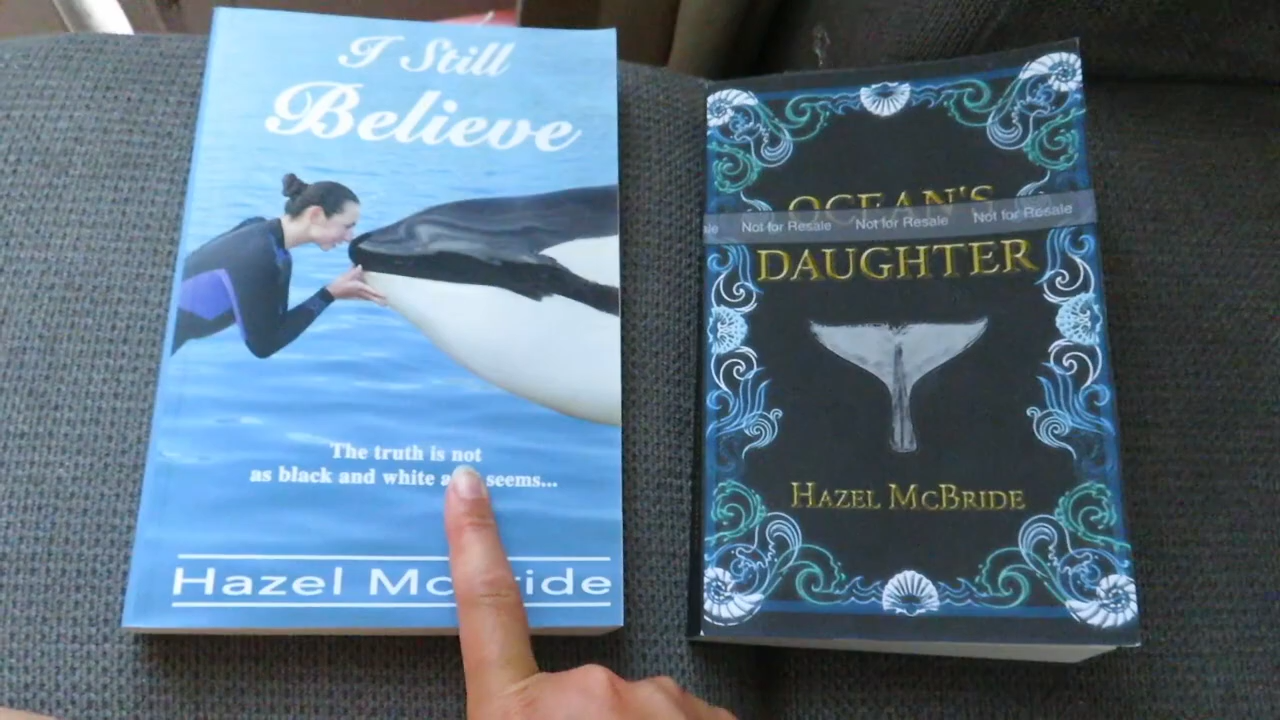 I Still
Believe
The truth is not
as black and white as seems...
Hazel McBride
OCEAN'S
Not for Resale Not for Resale Not for Resale
DAUGHTER
HAZEL MCBRIDE